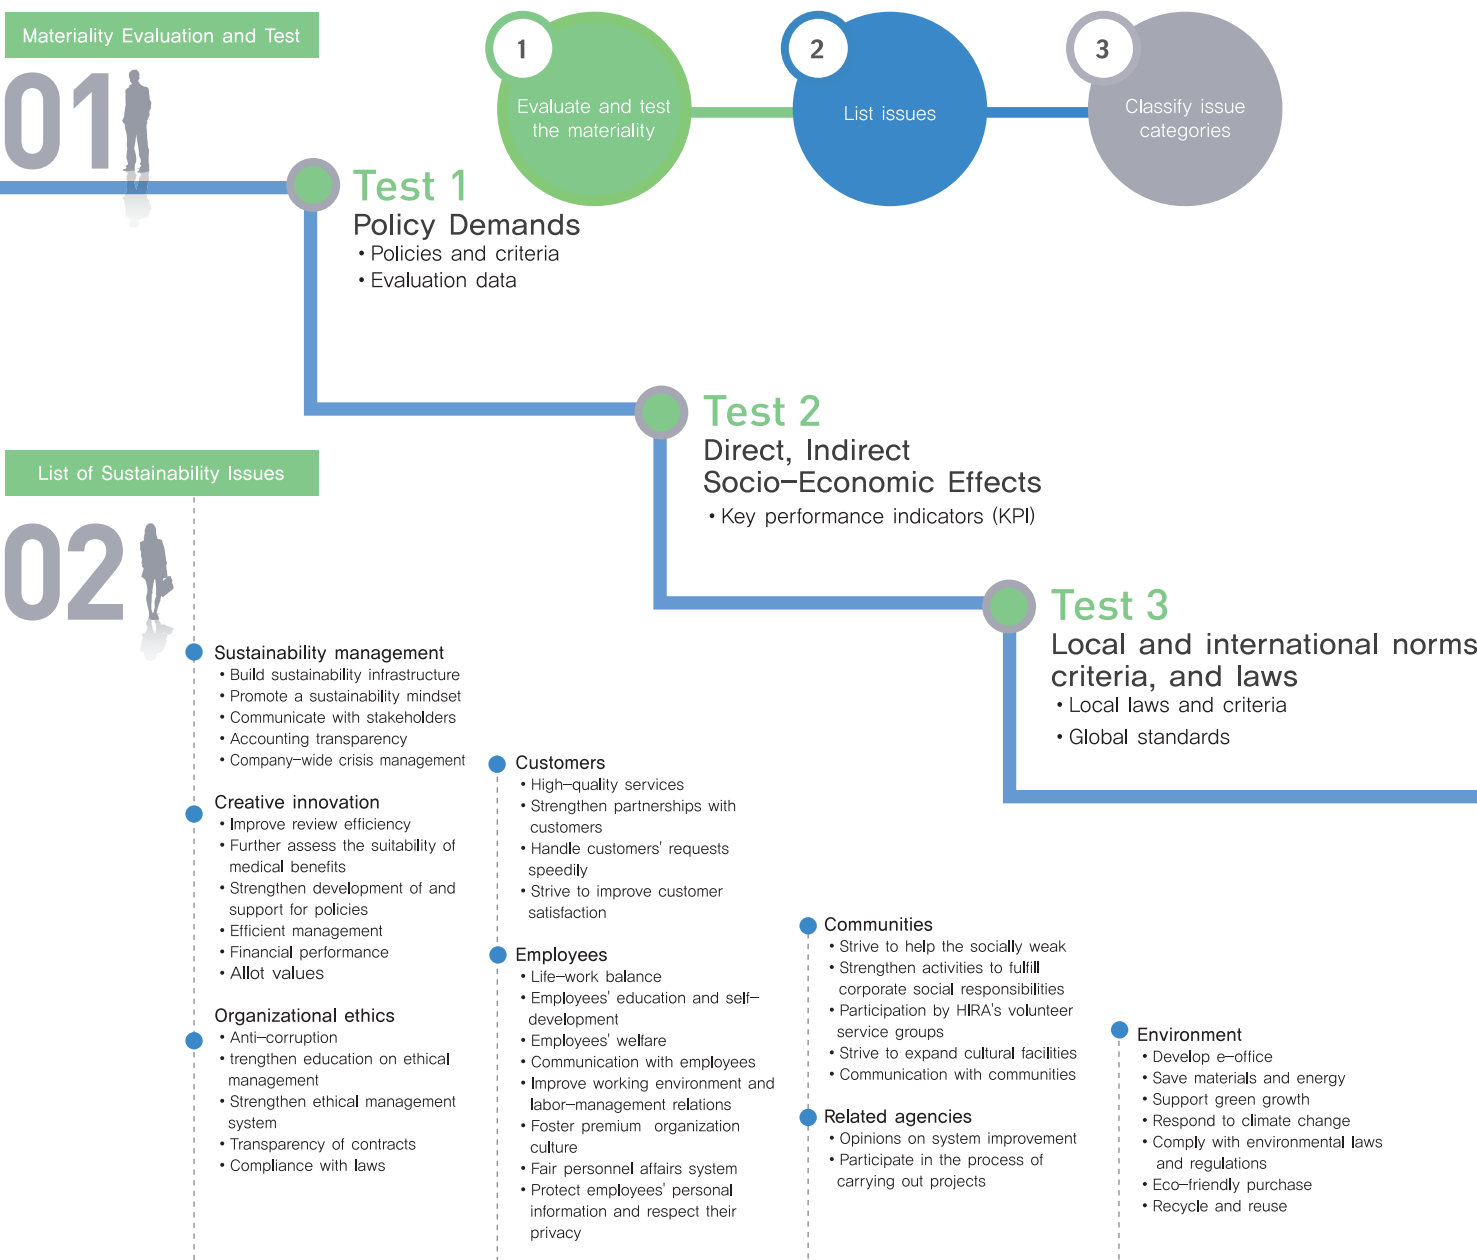 Materiality Evaluation and Test
01
1
Evaluate and test
the materiality
2
List issues
3
Classify issue
categories
Test 1
Policy Demands
• Policies and criteria
• Evaluation data
Test 2
Direct, Indirect
Socio-Economic Effects
• Key performance indicators (KPI)
Test 3
Local and international norms
criteria, and laws
• Local laws and criteria
• Global standards
List of Sustainability Issues
02
Sustainability management
• Build sustainability infrastructure
• Promote a sustainability mindset
• Communicate with stakeholders
• Accounting transparency
• Company-wide crisis management
Creative innovation
• Improve review efficiency
• Further assess the suitability of
medical benefits
• Strengthen development of and
support for policies
• Efficient management
• Financial performance
• Allot values
Organizational ethics
• Anti-corruption
• trengthen education on ethical
management
• Strengthen ethical management
system
• Transparency of contracts
• Compliance with laws
Customers
• High-quality services
• Strengthen partnerships with
customers
• Handle customers' requests
speedily
• Strive to improve customer
satisfaction
Employees
• Life-work balance
• Employees' education and self-
development
• Employees' welfare
• Communication with employees
• Improve working environment and
labor-management relations
• Foster premium organization
culture
• Fair personnel affairs system
• Protect employees' personal
information and respect their
privacy
Communities
• Strive to help the socially weak
• Strengthen activities to fulfill
corporate social responsibilities
• Participation by HIRA's volunteer
service groups
• Strive to expand cultural facilities
• Communication with communities
Related agencies
• Opinions on system improvement
• Participate in the process of
carrying out projects
Environment
• Develop e-office
• Save materials and energy
• Support green growth
• Respond to climate change
• Comply with environmental laws
and regulations
• Eco-friendly purchase
• Recycle and reuse